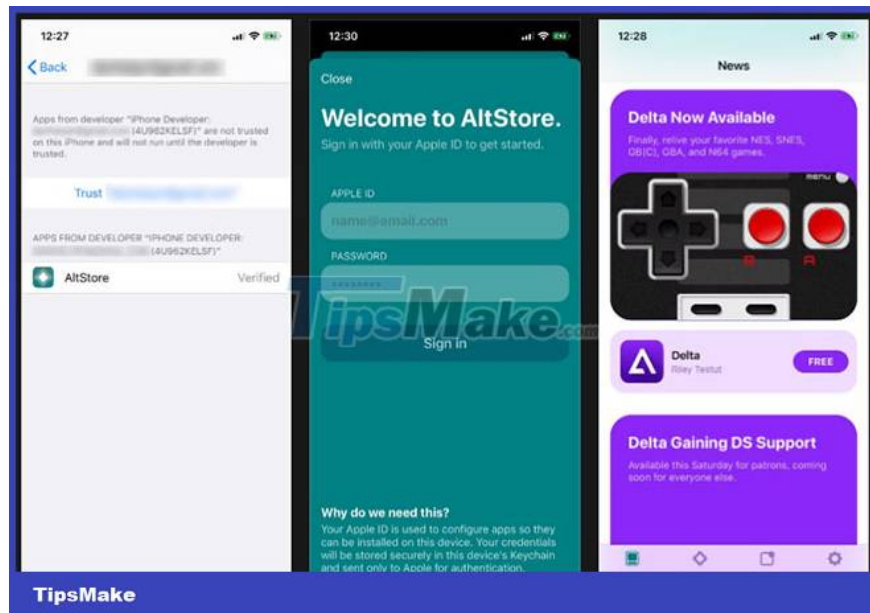 12:27
Back
Apps from developer "iPhone Developer:
(4U962KELSF)" are not trusted
on this iPhone and will not run until the developer is
trusted.
Trust
APPS FROM DEVELOPER "IPHONE DEVELOPER:
(4U962KELSF)"
AltStore Verified
12:30
Close
Welcome to AltStore.
Sign in with your Apple ID to get started.
APPLE ID
name@email.com
PASSWORD
Sign in
Why do we need this?
Your Apple ID is used to configure apps so they
can be installed on this device. Your credentials
will be stored securely in this device's Keychain
and sent only to Apple for authentication.
12:28
News
Delta Now Available
Finally, relive your favorite NES, SNES,
GB(C), GBA, and N64 games.
menu
B A
Delta
Riley Testut
FREE
Delta Gaining DS Support
Available this Saturday for patrons, coming
soon for everyone else.
TipsMake.com
TipsMake